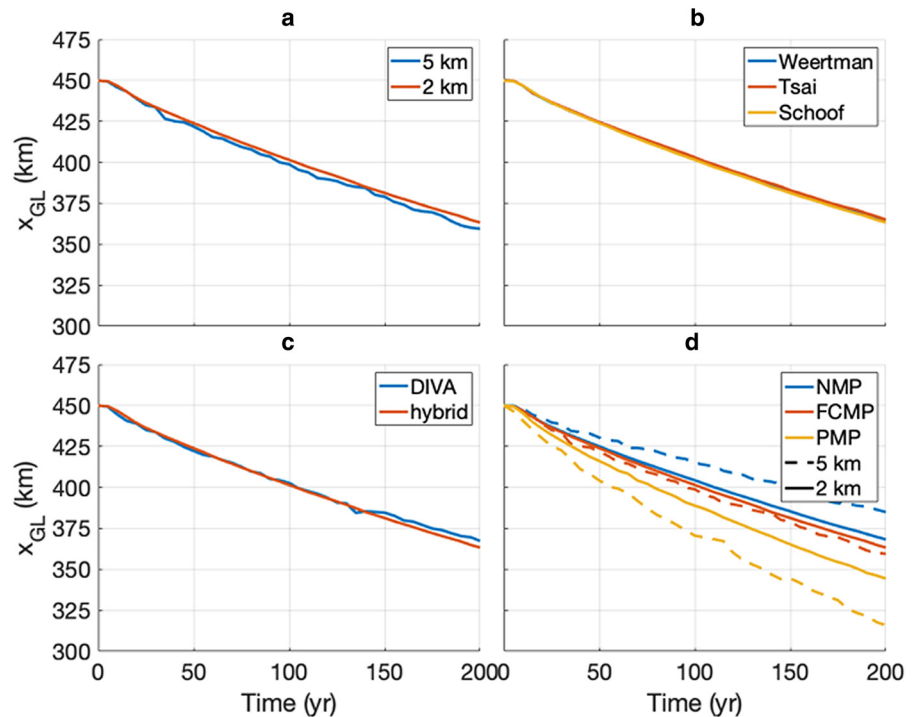 a
475
450
425
400
375
350
325
300
x_GL (km)
5 km
2 km
b
Weertman
Tsai
Schoof
c
475
450
425
400
375
350
325
300
x_GL (km)
0
50
100
150
200
Time (yr)
DIVA
hybrid
d
NMP
FCMP
PMP
5 km
2 km
50
100
150
200
Time (yr)